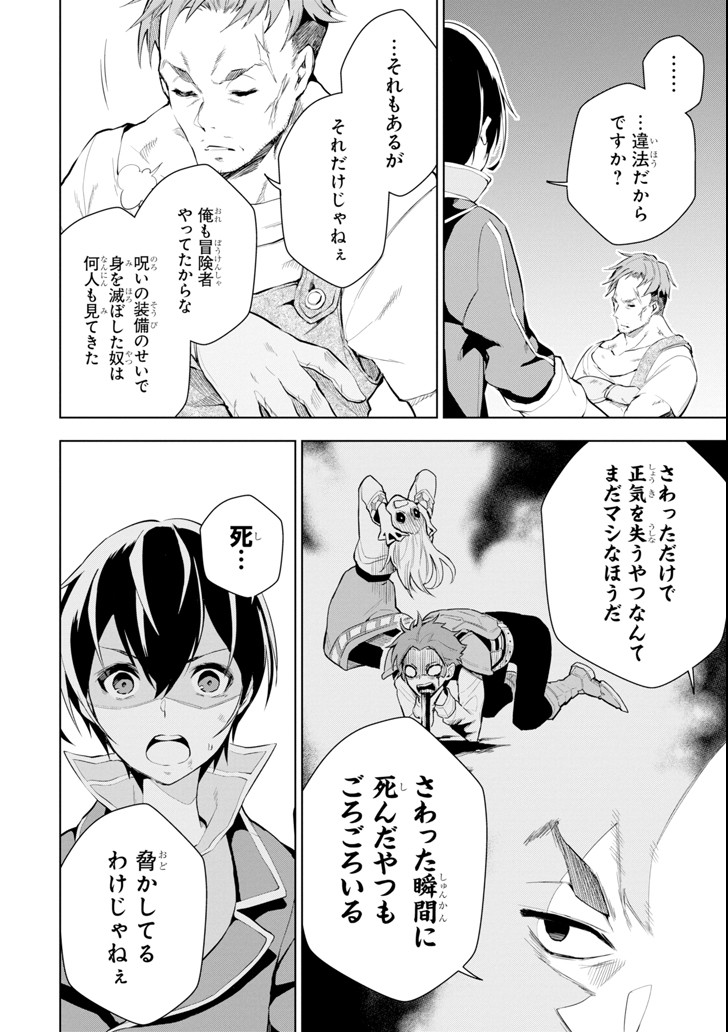 ……
…違法だから
ですか？
…それもあるが
それだけじゃねぇ
俺も冒険者
やってたからな
呪いの装備のせいで
身を滅ぼした奴は
何人も見てきた
さわっただけで
正気を失うやつなんて
まだマシなほうだ
さわった瞬間に
死んだやつも
ごろごろいる
死…
脅かしてる
わけじゃねぇ